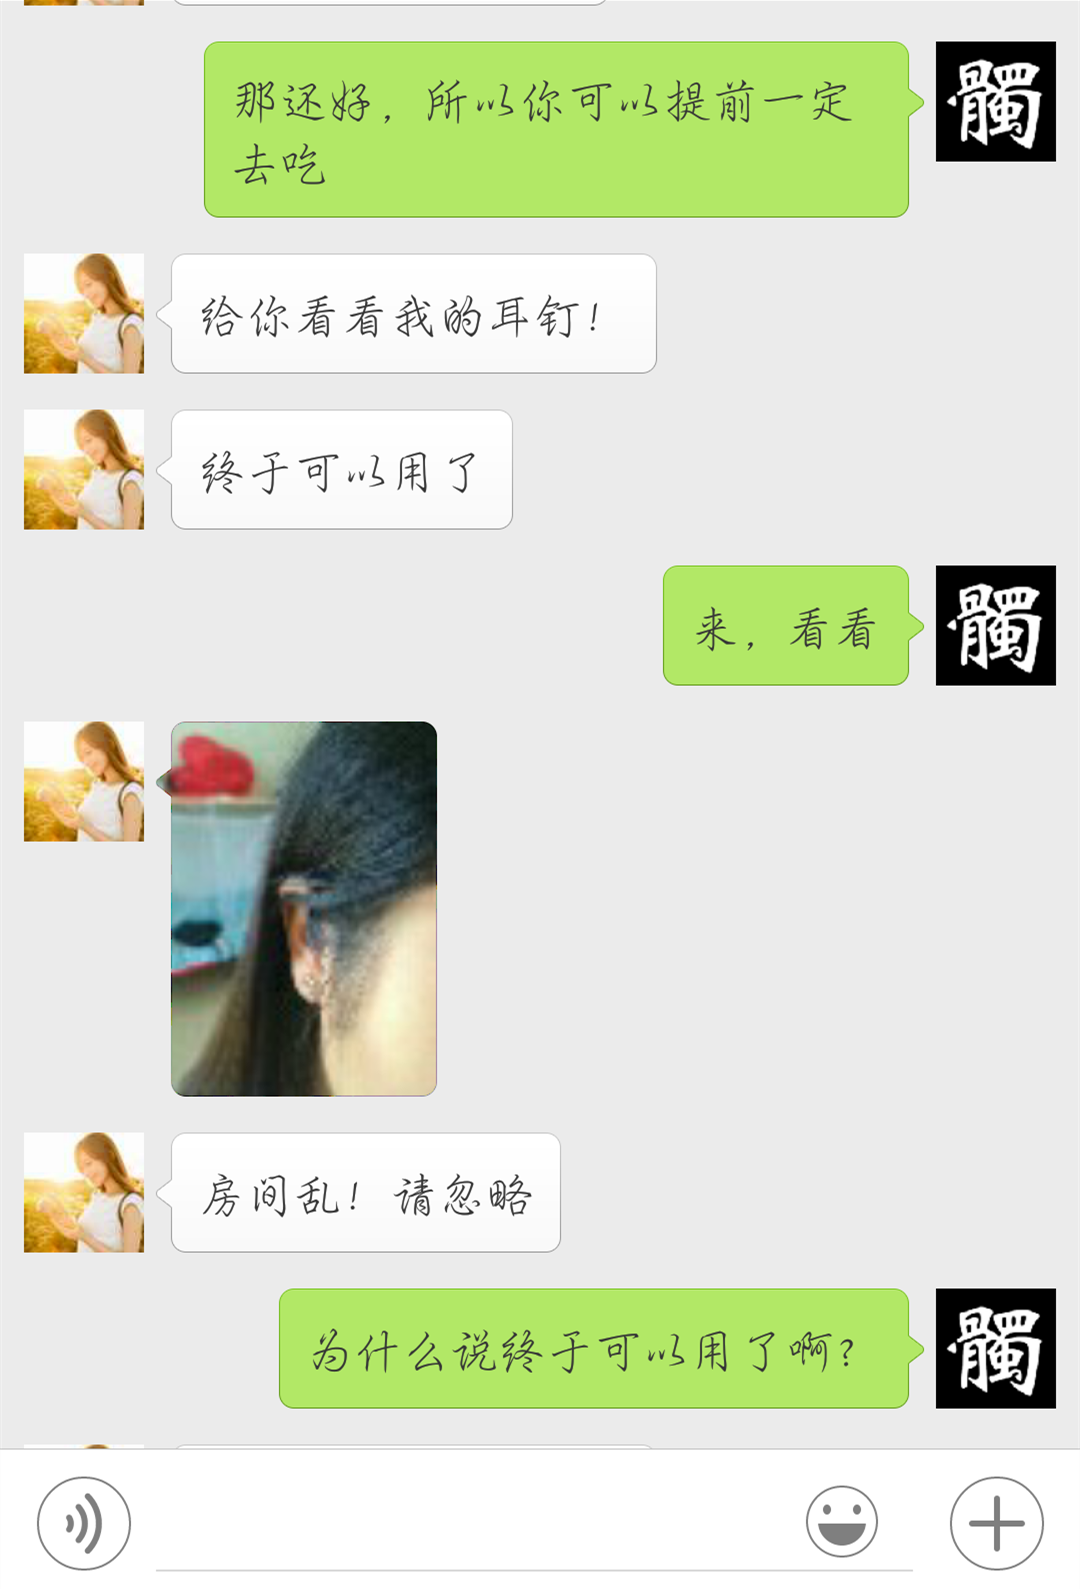 那还好，所以你可以提前一定
去吃
髑
给你看看我的耳钉！
终于可以用了
来，看看
髑
房间乱！请忽略
为什么说终于可以用了啊？
髑